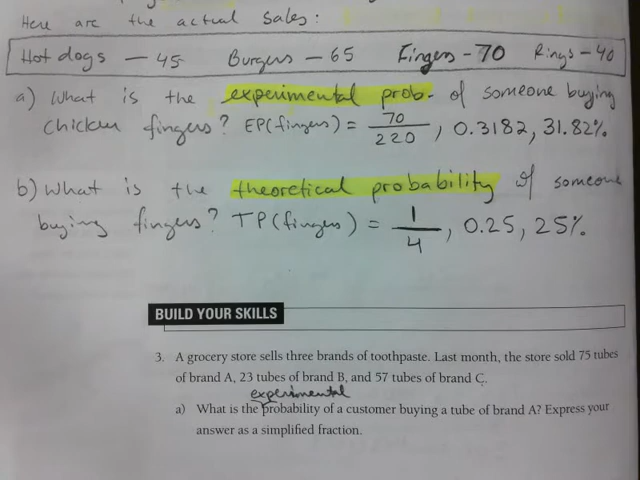 Here are the actual sales:
Hot dogs — 45 Burgers — 65 Fingers - 70 Rings - 40
a) What is the experimental prob. of someone buying
chicken fingers? EP(fingers) = 70/220, 0.3182, 31.82%
b) What is the theoretical probability of someone
buying fingers? TP(fingers) = 1/4, 0.25, 25%
BUILD YOUR SKILLS
3. A grocery store sells three brands of toothpaste. Last month, the store sold 75 tubes
of brand A, 23 tubes of brand B, and 57 tubes of brand C.
experimental
a) What is the probability of a customer buying a tube of brand A? Express your
answer as a simplified fraction.